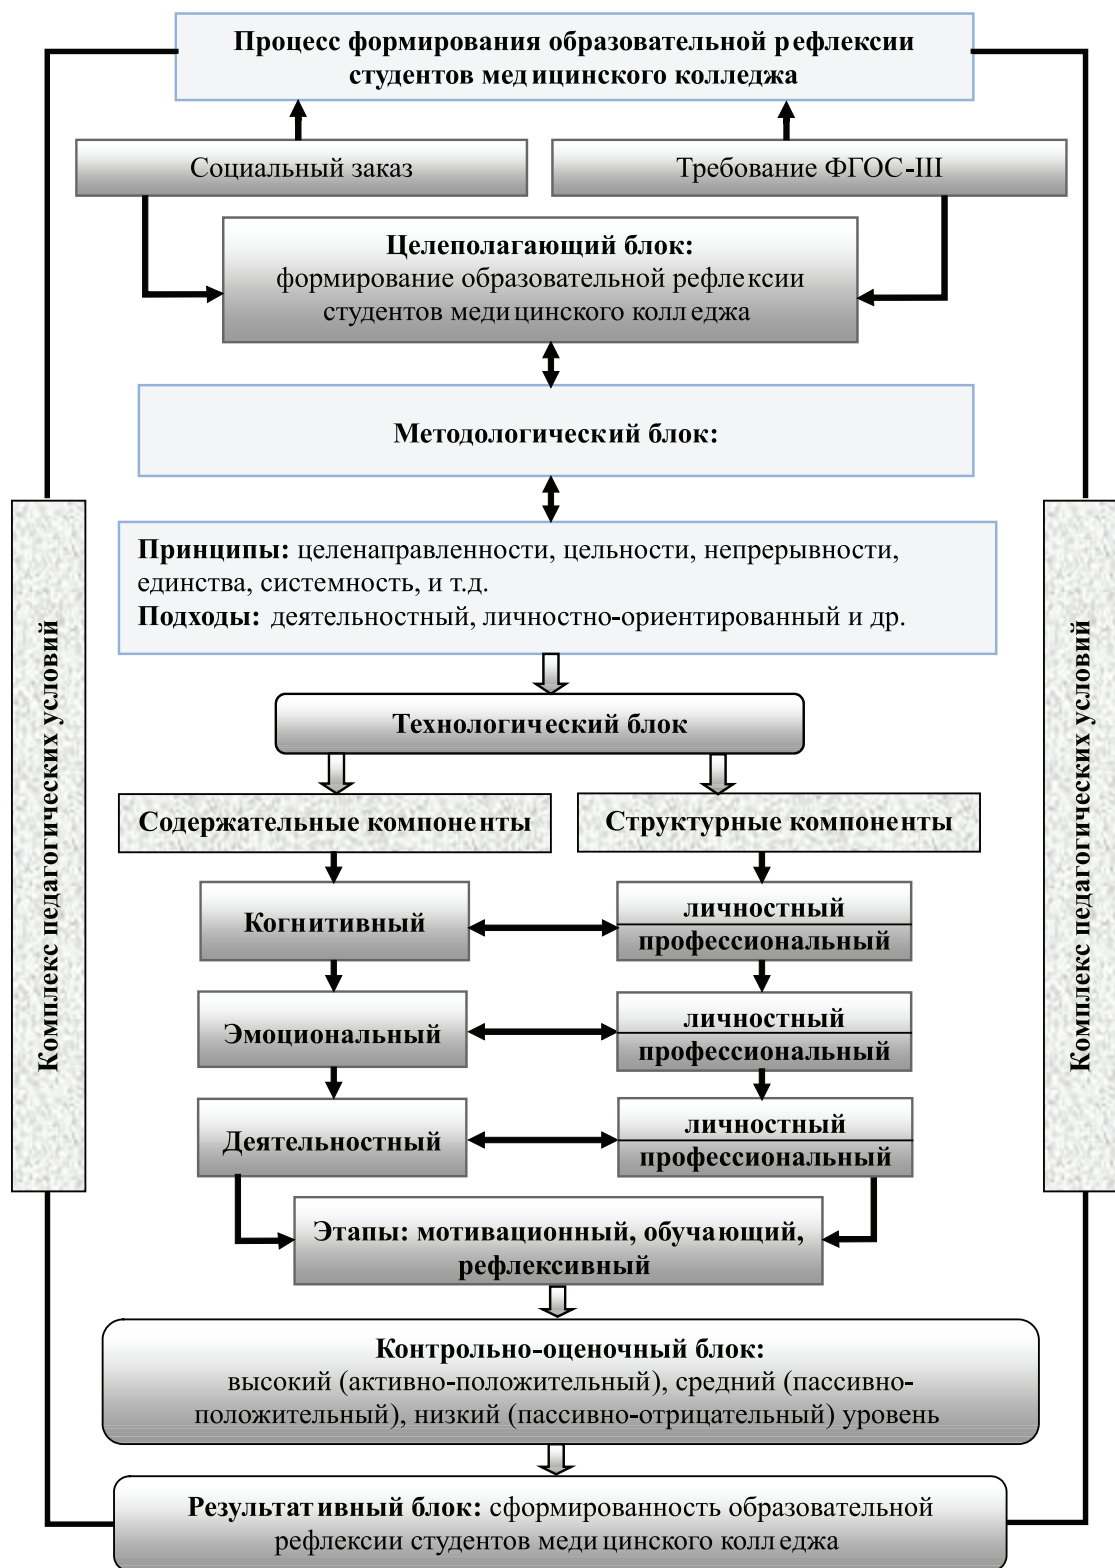 Процесс формирования образовательной рефлексии
студентов медицинского колледжа
Социальный заказ
Требование ФГОС-III
Целеполагающий блок:
формирование образовательной рефлексии
студентов медицинского колледжа
Методологический блок:
Принципы: целенаправленности, цельности, непрерывности,
единства, системность, и т.д.
Подходы: деятельностный, личностно-ориентированный и др.
Комплекс педагогических условий
Комплекс педагогических условий
Технологический блок
Содержательные компоненты
Структурные компоненты
Когнитивный
личностный
профессиональный
Эмоциональный
личностный
профессиональный
Деятельностный
личностный
профессиональный
Этапы: мотивационный, обучающий,
рефлексивный
Контрольно-оценочный блок:
высокий (активно-положительный), средний (пассивно-
положительный), низкий (пассивно-отрицательный) уровень
Результативный блок: сформированность образовательной
рефлексии студентов медицинского колледжа